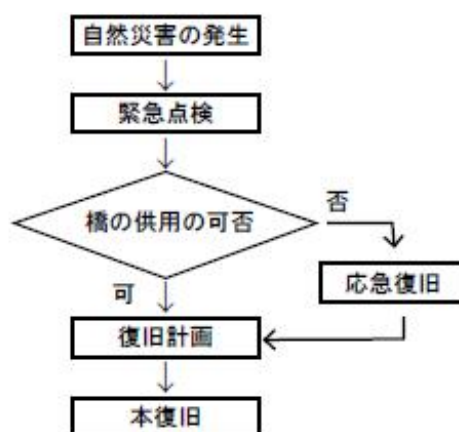 自然災害の発生
緊急点検
橋の供用の可否
否
応急復旧
可
復旧計画
本復旧